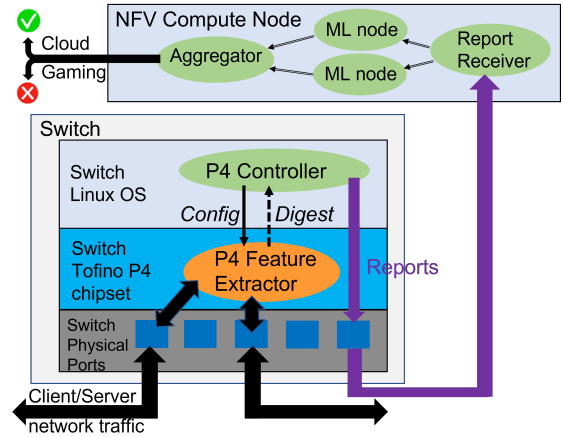 NFV Compute Node
Cloud
Gaming
Aggregator
ML node
ML node
Report
Receiver
Switch
Switch
Linux OS
P4 Controller
Config
Digest
Switch
Tofino P4
chipset
P4 Feature
Extractor
Reports
Switch
Physical
Ports
Client/Server
network traffic